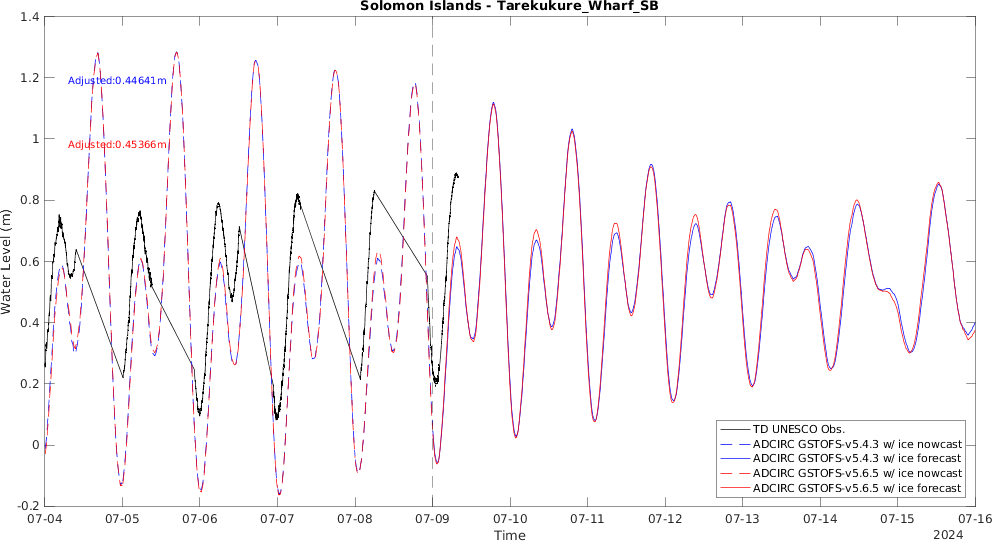 Solomon Islands - Tarekukure_Wharf_SB
1.4
1.2
1
0.8
0.6
0.4
0.2
0
-0.2
Water Level (m)
Adjusted:0.44641m
Adjusted:0.45366m
TD UNESCO Obs.
ADCIRC GSTOFS-v5.4.3 w/ ice nowcast
ADCIRC GSTOFS-v5.4.3 w/ ice forecast
ADCIRC GSTOFS-v5.6.5 w/ ice nowcast
ADCIRC GSTOFS-v5.6.5 w/ ice forecast
07-04 07-05 07-06 07-07 07-08 07-09 07-10 07-11 07-12 07-13 07-14 07-15 07-16
Time
2024